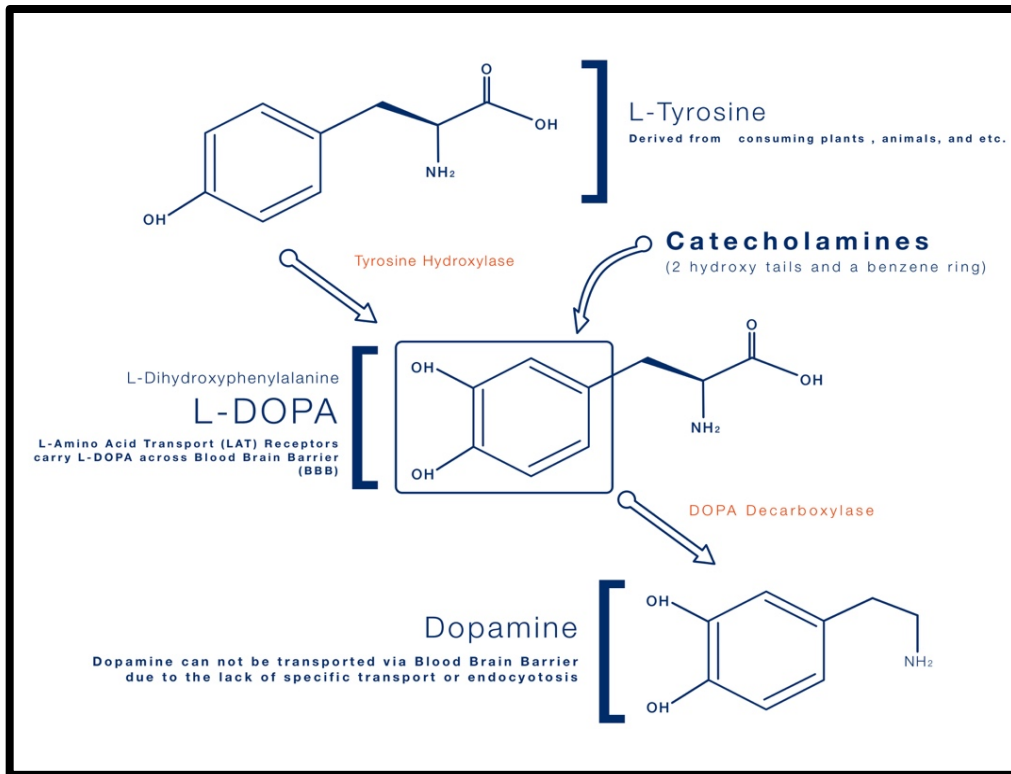 O
OH
NH₂
OH
L-Tyrosine
Derived from consuming plants , animals, and etc.
Tyrosine Hydroxylase
Catecholamines
(2 hydroxy tails and a benzene ring)
L-Dihydroxyphenylalanine
L-DOPA
L-Amino Acid Transport (LAT) Receptors
carry L-DOPA across Blood Brain Barrier
(BBB)
OH
OH
O
OH
NH₂
DOPA Decarboxylase
Dopamine
Dopamine can not be transported via Blood Brain Barrier
due to the lack of specific transport or endocyotosis
OH
OH
NH₂